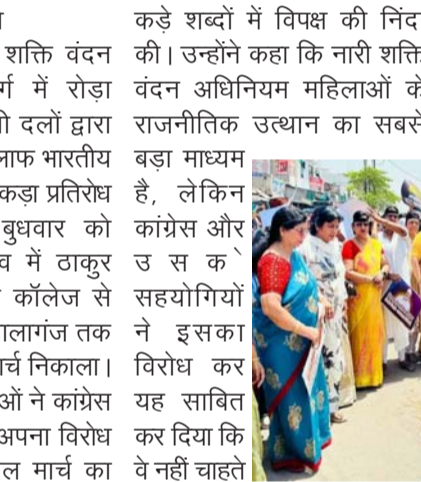 शक्ति वंदन
में रोड़ा
दलों द्वारा
भारतीय
कड़ा प्रतिरोध
बुधवार को
में ठाकुर
कॉलेज से
तक
निकाला।
ने कांग्रेस
अपना विरोध
मार्च का
कड़े शब्दों में विपक्ष की निंद
की। उन्होंने कहा कि नारी शक्ति
वंदन अधिनियम महिलाओं के
राजनीतिक उत्थान का सबसे
बड़ा माध्यम
है, लेकिन
कांग्रेस और
उ स क े
सहयोगियों
ने इसका
विरोध कर
यह साबित
कर दिया कि
वे नहीं चाहते